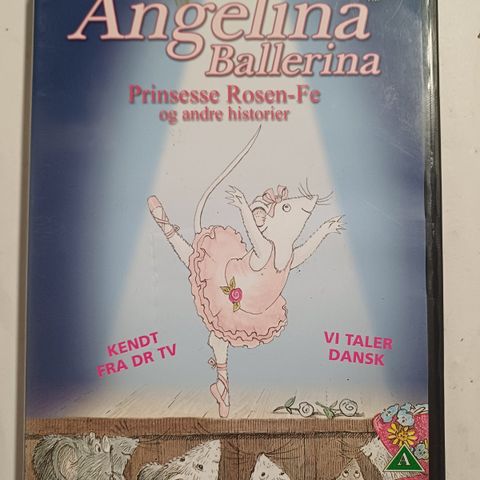 Angelina
Ballerina
Prinsesse Rosen-Fe
og andre historier
KENDT
FRA DR TV
VI TALER
DANSK
A